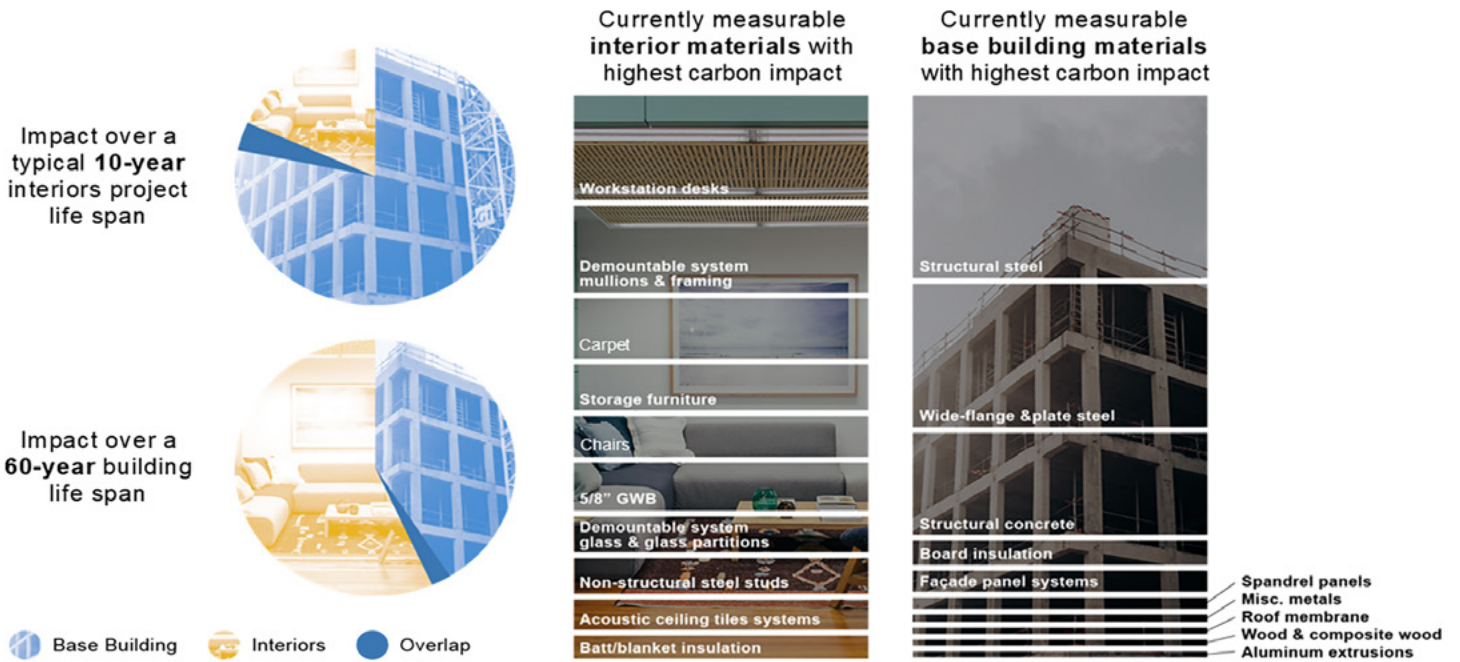 Impact over a
typical 10-year
interiors project
life span
Impact over a
60-year building
life span
Base Building
Interiors
Overlap
Currently measurable
interior materials with
highest carbon impact
Workstation desks
Demountable system
mullions & framing
Carpet
Storage furniture
Chairs
5/8” GWB
Demountable system
glass & glass partitions
Non-structural steel studs
Acoustic ceiling tiles systems
Batt/blanket insulation
Currently measurable
base building materials
with highest carbon impact
Structural steel
Wide-flange &plate steel
Structural concrete
Board insulation
Façade panel systems
Spandrel panels
Misc. metals
Roof membrane
Wood & composite wood
Aluminum extrusions